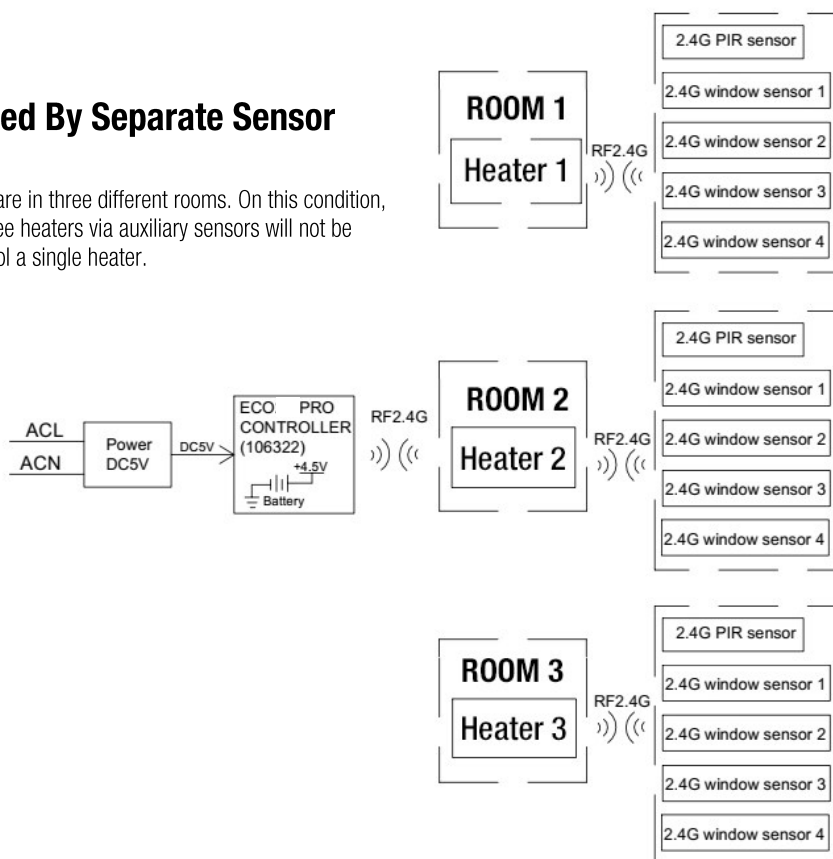 ed By Separate Sensor
are in three different rooms. On this condition,
ee heaters via auxiliary sensors will not be
ol a single heater.
ROOM 1
Heater 1
RF2.4G
2.4G PIR sensor
2.4G window sensor 1
2.4G window sensor 2
2.4G window sensor 3
2.4G window sensor 4
ACL
ACN
Power
DC5V
DC5V
ECO PRO
CONTROLLER
(106322)
+4.5V
Battery
RF2.4G
ROOM 2
Heater 2
RF2.4G
2.4G PIR sensor
2.4G window sensor 1
2.4G window sensor 2
2.4G window sensor 3
2.4G window sensor 4
ROOM 3
Heater 3
RF2.4G
2.4G PIR sensor
2.4G window sensor 1
2.4G window sensor 2
2.4G window sensor 3
2.4G window sensor 4